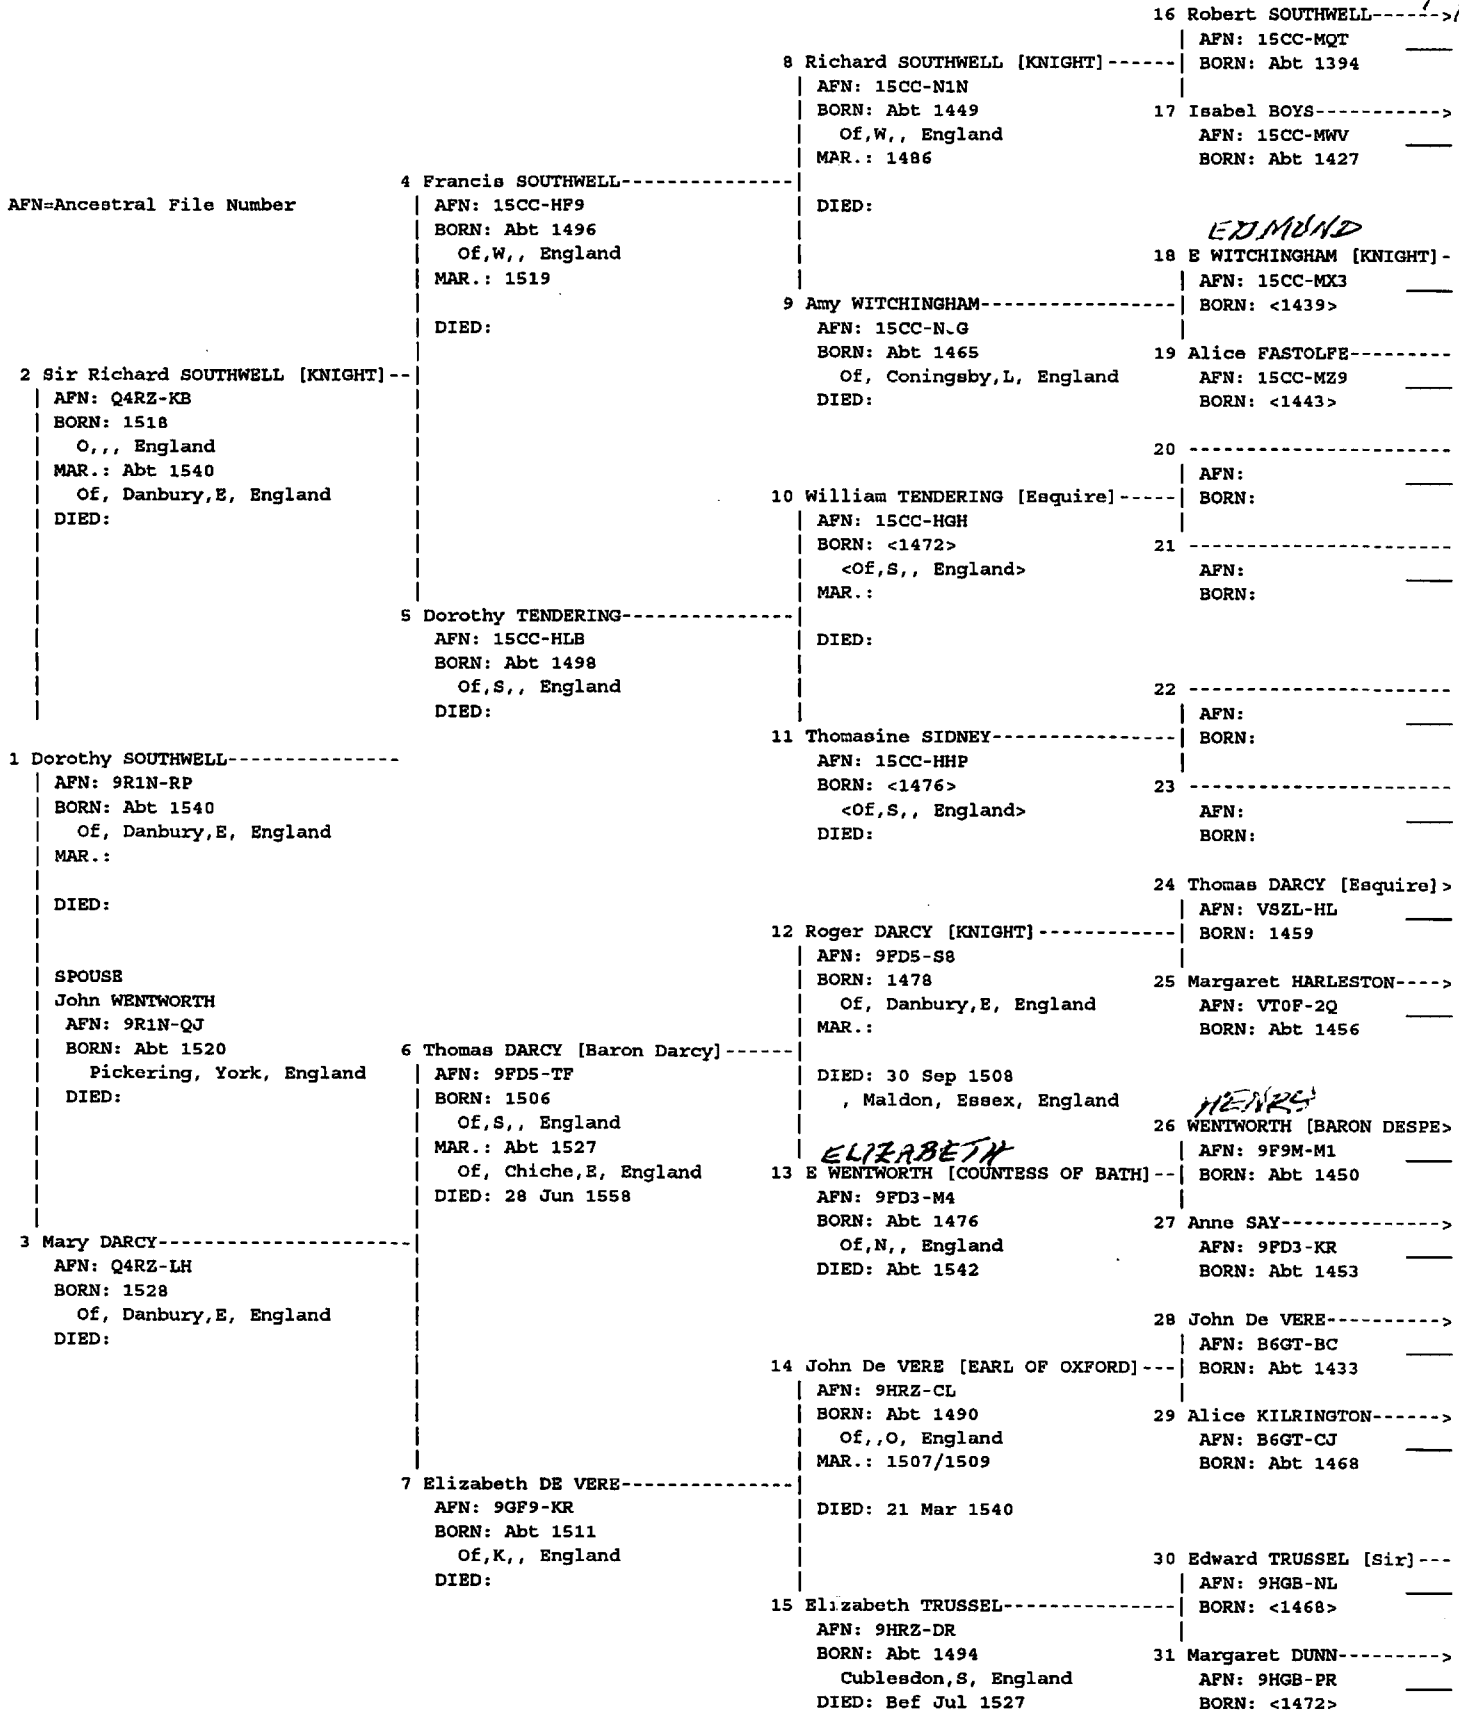 AFN=Ancestral File Number
1 Dorothy SOUTHWELL---------------
AFN: 9R1N-RP
BORN: Abt 1540
Of, Danbury,E, England
MAR.:
DIED:
SPOUSE
John WENTWORTH
AFN: 9R1N-QJ
BORN: Abt 1520
Pickering, York, England
DIED:
2 Sir Richard SOUTHWELL [KNIGHT]--
AFN: Q4RZ-KB
BORN: 1518
O,,, England
MAR.: Abt 1540
Of, Danbury,E, England
DIED:
3 Mary DARCY----------------------
AFN: Q4RZ-LH
BORN: 1528
Of, Danbury,E, England
DIED:
4 Francis SOUTHWELL---------------
AFN: 15CC-HF9
BORN: Abt 1496
Of,W,, England
MAR.: 1519
DIED:
5 Dorothy TENDERING---------------
AFN: 15CC-HLB
BORN: Abt 1498
Of,S,, England
DIED:
6 Thomas DARCY [Baron Darcy]------
AFN: 9FD5-TF
BORN: 1506
Of,S,, England
MAR.: Abt 1527
Of, Chiche,E, England
DIED: 28 Jun 1558
7 Elizabeth DE VERE---------------
AFN: 9GF9-KR
BORN: Abt 1511
Of,K,, England
DIED:
8 Richard SOUTHWELL [KNIGHT]------
AFN: 15CC-N1N
BORN: Abt 1449
Of,W,, England
MAR.: 1486
DIED:
9 Amy WITCHINGHAM-----------------
AFN: 15CC-N
BORN: Abt 1465
Of, Coningsby,L, England
DIED:
10 William TENDERING [Esquire]-----
AFN: 15CC-HGH
BORN: <1472>
<Of,S,, England>
MAR.:
DIED:
11 Thomasine SIDNEY----------------
AFN: 15CC-HHP
BORN: <1476>
<Of,S,, England>
DIED:
12 Roger DARCY [KNIGHT]------------
AFN: 9FD5-S8
BORN: 1478
Of, Danbury,E, England
MAR.:
DIED: 30 Sep 1508
, Maldon, Essex, England
ELIZABETH
13 E WENTWORTH [COUNTESS OF BATH]--
AFN: 9FD3-M4
BORN: Abt 1476
Of,N,, England
DIED: Abt 1542
14 John De VERE [EARL OF OXFORD]---
AFN: 9HRZ-CL
BORN: Abt 1490
Of,,O, England
MAR.: 1507/1509
DIED: 21 Mar 1540
15 Elizabeth TRUSSEL---------------
AFN: 9HRZ-DR
BORN: Abt 1494
Cublesdon,S, England
DIED: Bef Jul 1527
16 Robert SOUTHWELL------>
AFN: 15CC-MQT
BORN: Abt 1394
17 Isabel BOYS------------>
AFN: 15CC-MWV
BORN: Abt 1427
EDMUND
18 E WITCHINGHAM [KNIGHT]-
AFN: 15CC-MX3
BORN: <1439>
19 Alice FASTOLFE---------
AFN: 15CC-MZ9
BORN: <1443>
20 -----------------------
AFN:
BORN:
21 -----------------------
AFN:
BORN:
22 -----------------------
AFN:
BORN:
23 -----------------------
AFN:
BORN:
24 Thomas DARCY [Esquire]>
AFN: VSZL-HL
BORN: 1459
25 Margaret HARLESTON---->
AFN: VT0F-2Q
BORN: Abt 1456
HENRY
26 WENTWORTH [BARON DESPE>
AFN: 9F9M-M1
BORN: Abt 1450
27 Anne SAY-------------->
AFN: 9FD3-KR
BORN: Abt 1453
28 John De VERE---------->
AFN: B6GT-BC
BORN: Abt 1433
29 Alice KILRINGTON------>
AFN: B6GT-CJ
BORN: Abt 1468
30 Edward TRUSSEL [Sir]---
AFN: 9HGB-NL
BORN: <1468>
31 Margaret DUNN--------->
AFN: 9HGB-PR
BORN: <1472>